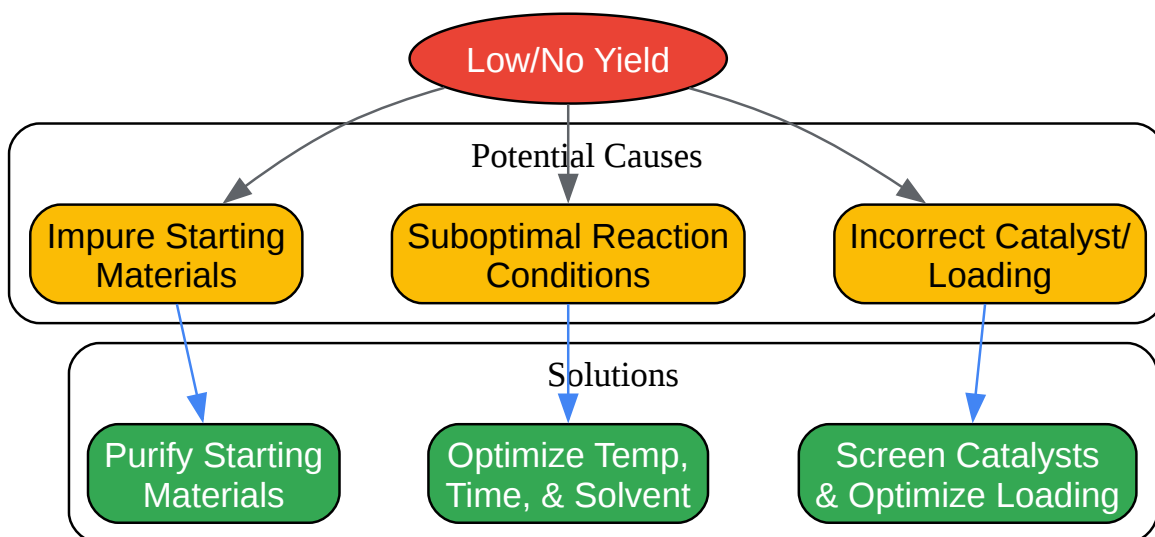 Low/No Yield
Potential Causes
Impure Starting
Materials
Suboptimal Reaction
Conditions
Incorrect Catalyst/
Loading
Solutions
Purify Starting
Materials
Optimize Temp,
Time, & Solvent
Screen Catalysts
& Optimize Loading